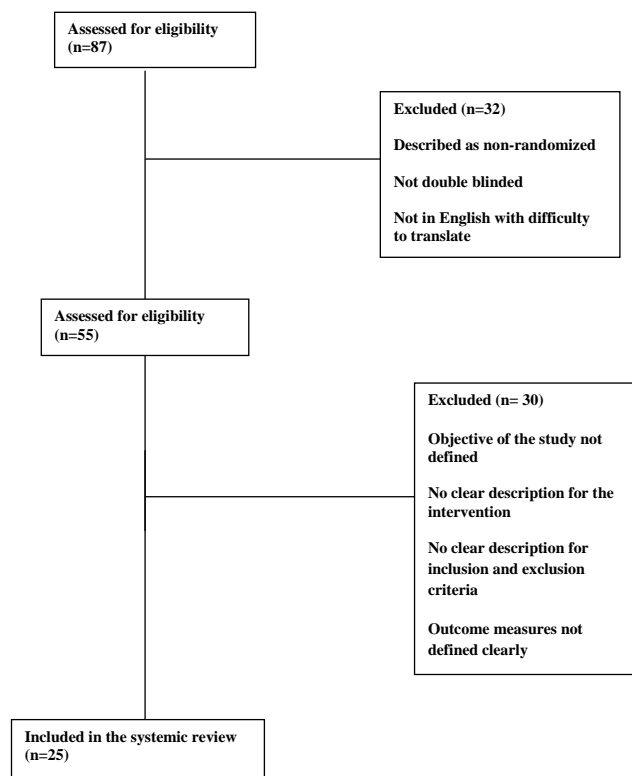 Assessed for eligibility
(n=87)
Excluded (n=32)
Described as non-randomized
Not double blinded
Not in English with difficulty
to translate
Assessed for eligibility
(n=55)
Excluded (n= 30)
Objective of the study not
defined
No clear description for the
intervention
No clear description for
inclusion and exclusion
criteria
Outcome measures not
defined clearly
Included in the systemic review
(n=25)